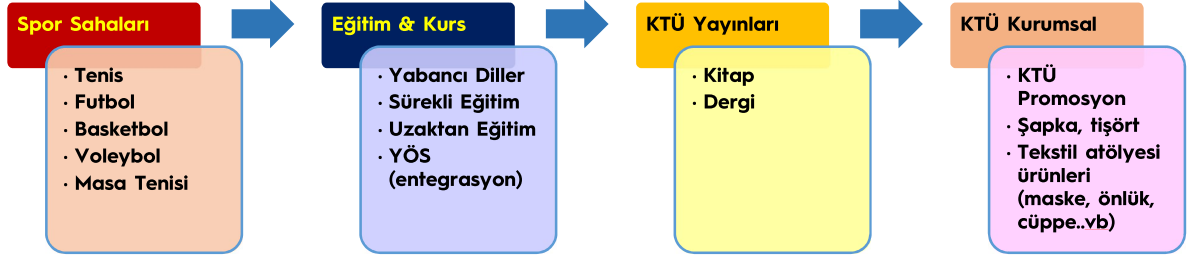 Spor Sahaları
· Tenis
· Futbol
· Basketbol
· Voleybol
· Masa Tenisi
Eğitim & Kurs
· Yabancı Diller
· Sürekli Eğitim
· Uzaktan Eğitim
· YÖS
(entegrasyon)
KTÜ Yayınları
· Kitap
· Dergi
KTÜ Kurumsal
· KTÜ
Promosyon
· Şapka, tişört
· Tekstil atölyesi
ürünleri
(maske, önlük,
cüppe..vb)